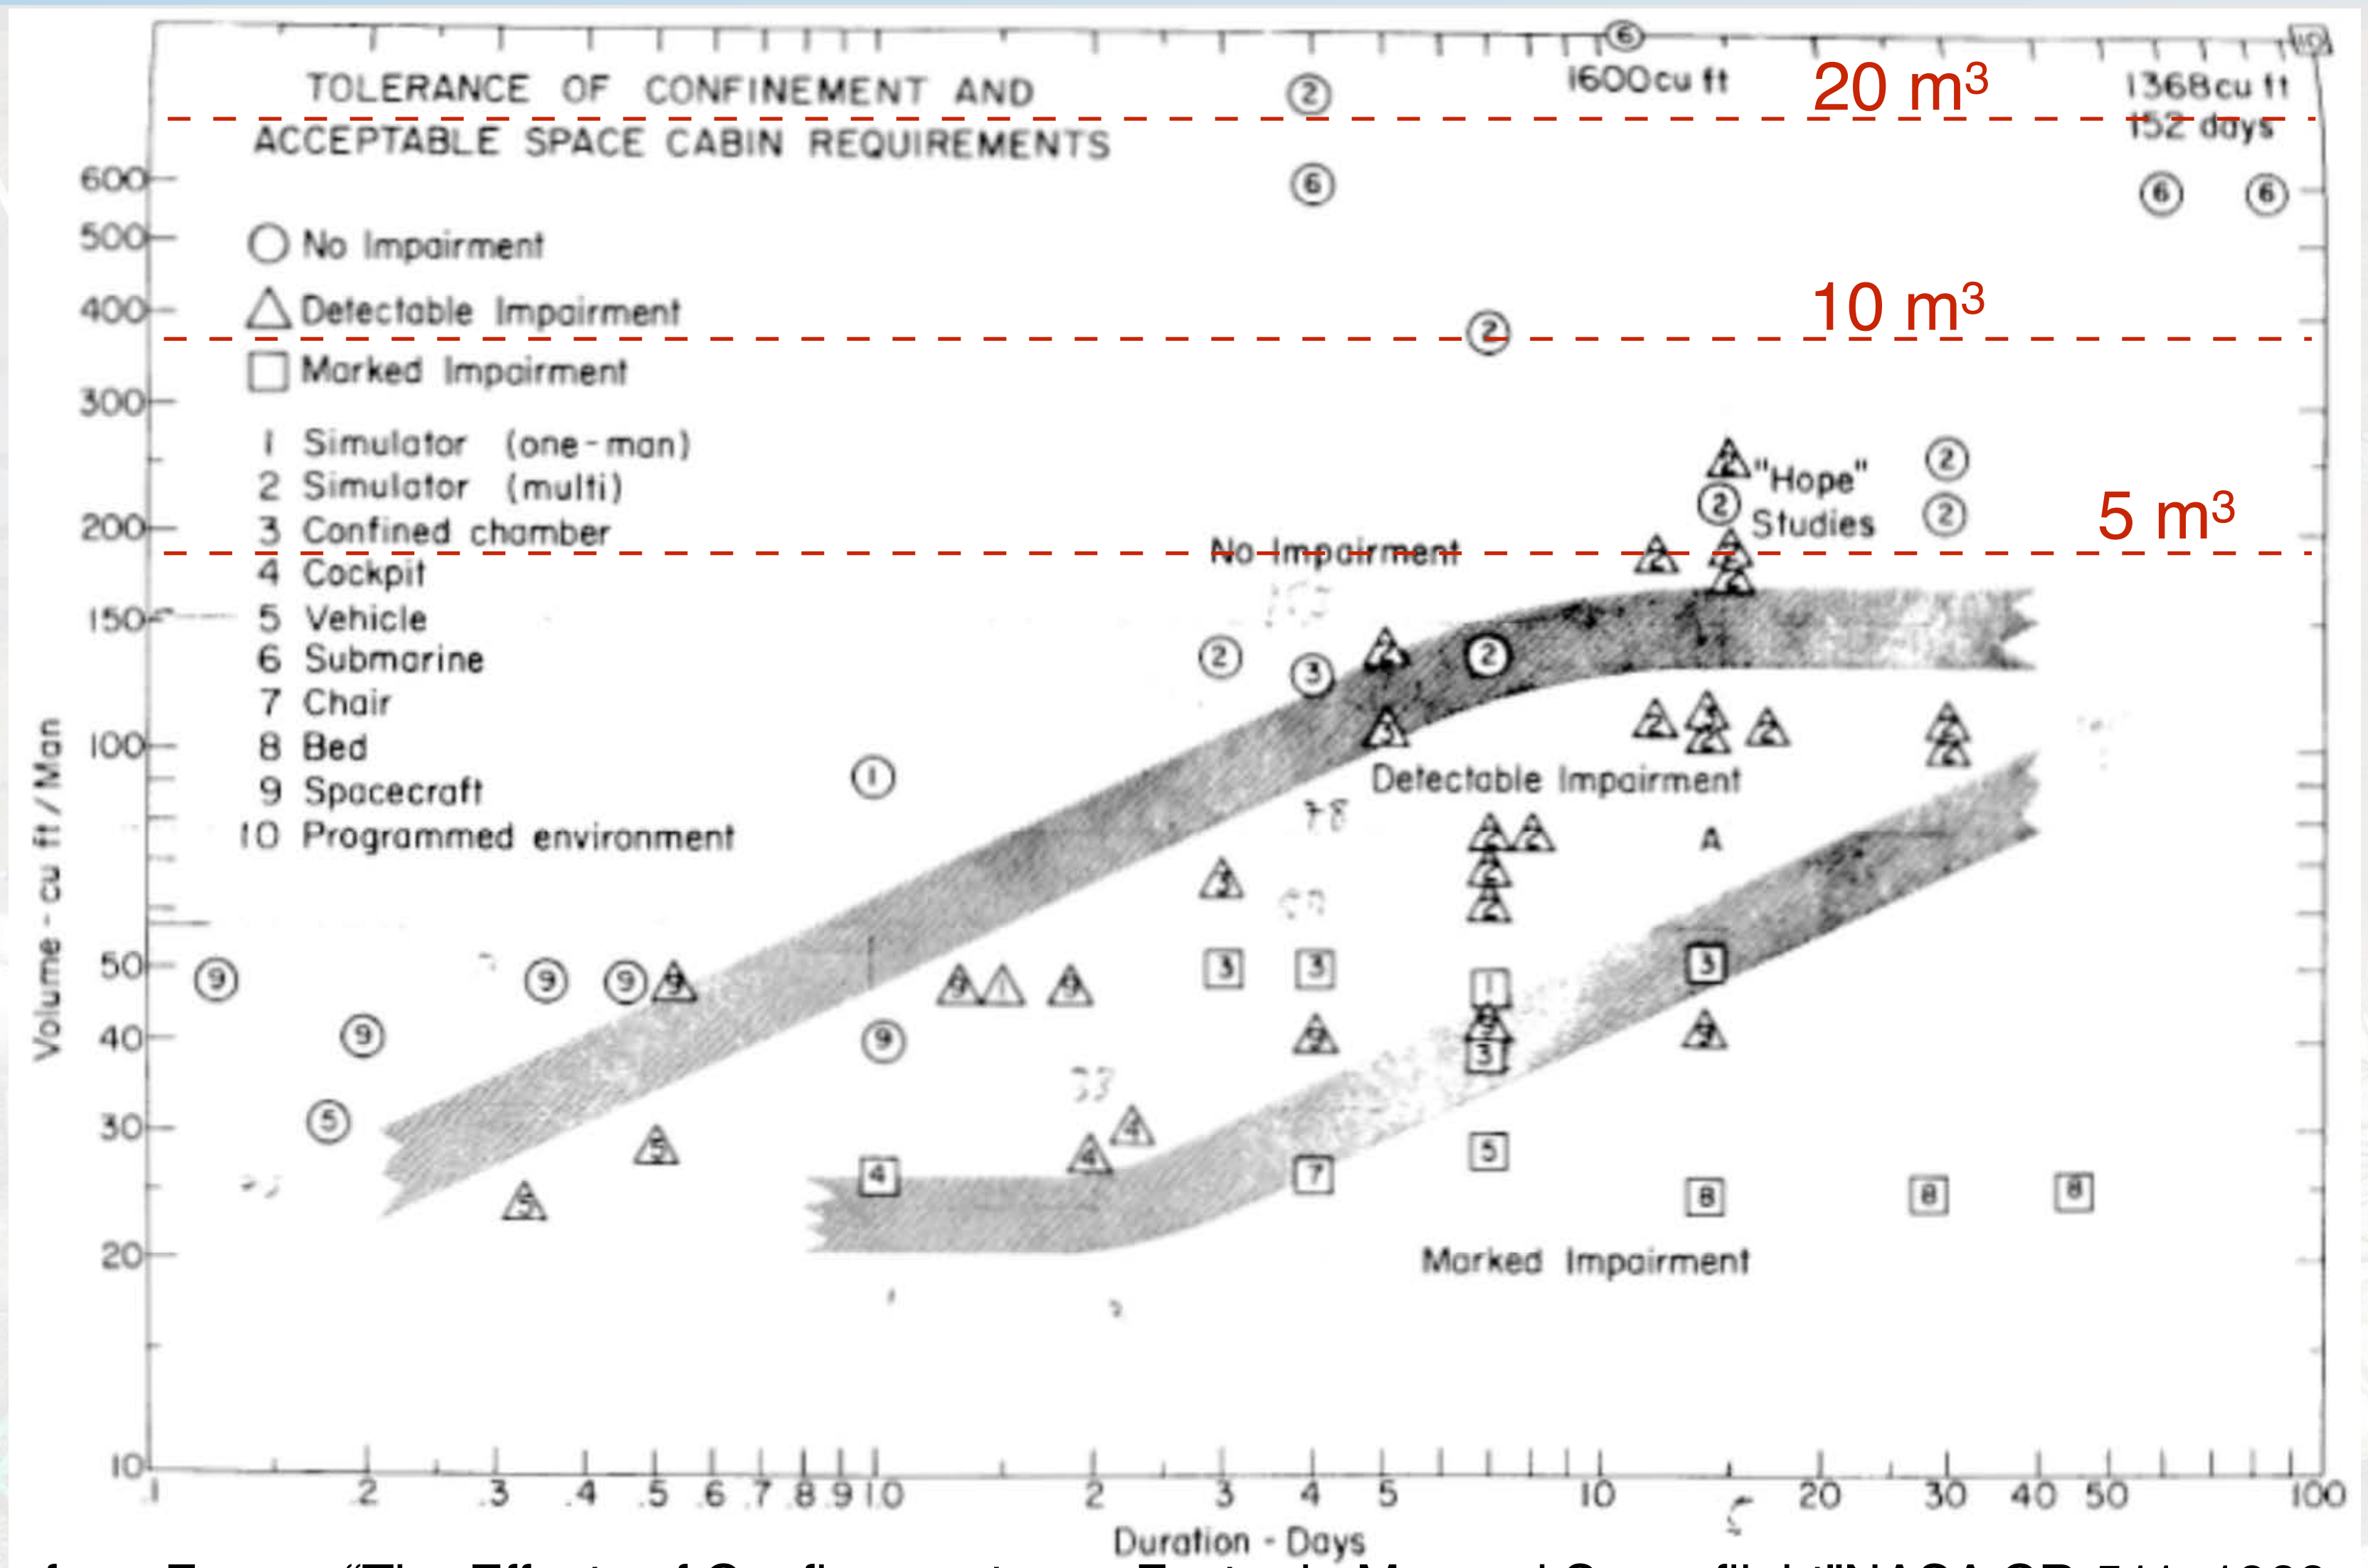 TOLERANCE OF CONFINEMENT AND
ACCEPTABLE SPACE CABIN REQUIREMENTS
1600 cu ft
20 m³
1368 cu ft
152 days
10 m³
5 m³
○ No Impairment
△ Detectable Impairment
□ Marked Impairment
1 Simulator (one-man)
2 Simulator (multi)
3 Confined chamber
4 Cockpit
5 Vehicle
6 Submarine
7 Chair
8 Bed
9 Spacecraft
10 Programmed environment
"Hope"
Studies
No Impairment
Detectable Impairment
Marked Impairment
Volume - cu ft / Man
600
500
400
300
200
150
100
50
40
30
20
10
.1 .2 .3 .4 .5 .6 .7 .8 .9 1.0 2 3 4 5 10 20 30 40 50 100
Duration - Days